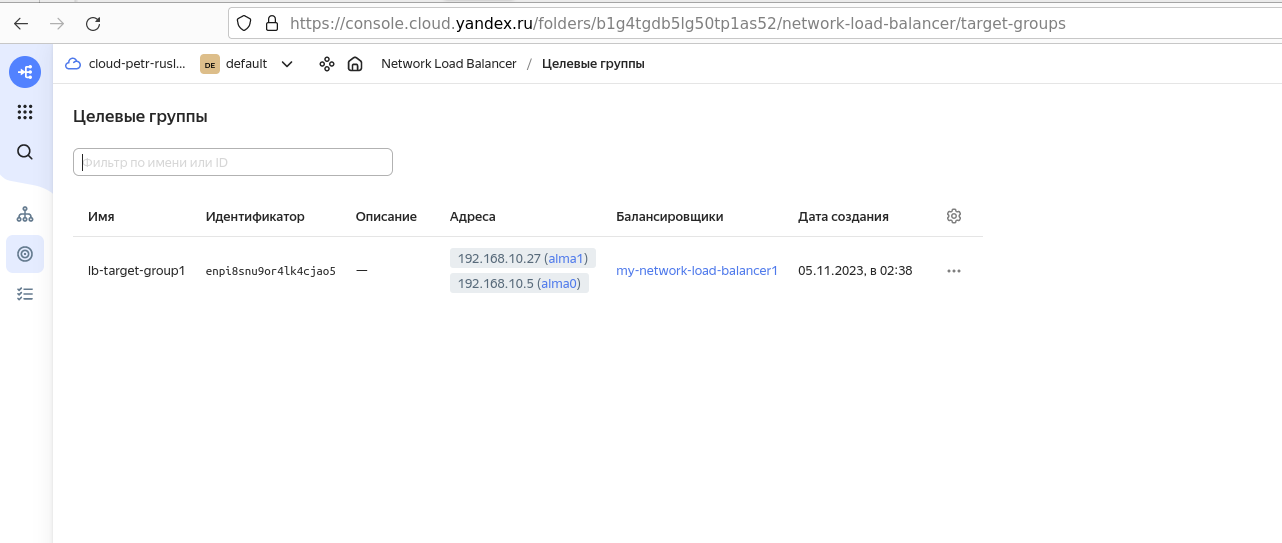 https://console.cloud.yandex.ru/folders/b1g4tgdb5lg50tp1as52/network-load-balancer/target-groups
cloud-petr-rusl... DE default Network Load Balancer / Целевые группы
Целевые группы
Фильтр по имени или ID
Имя Идентификатор Описание Адреса Балансировщики Дата создания
lb-target-group1 enpi8snu9or4lk4cjao5 — 192.168.10.27 (alma1) my-network-load-balancer1 05.11.2023, в 02:38
192.168.10.5 (alma0)